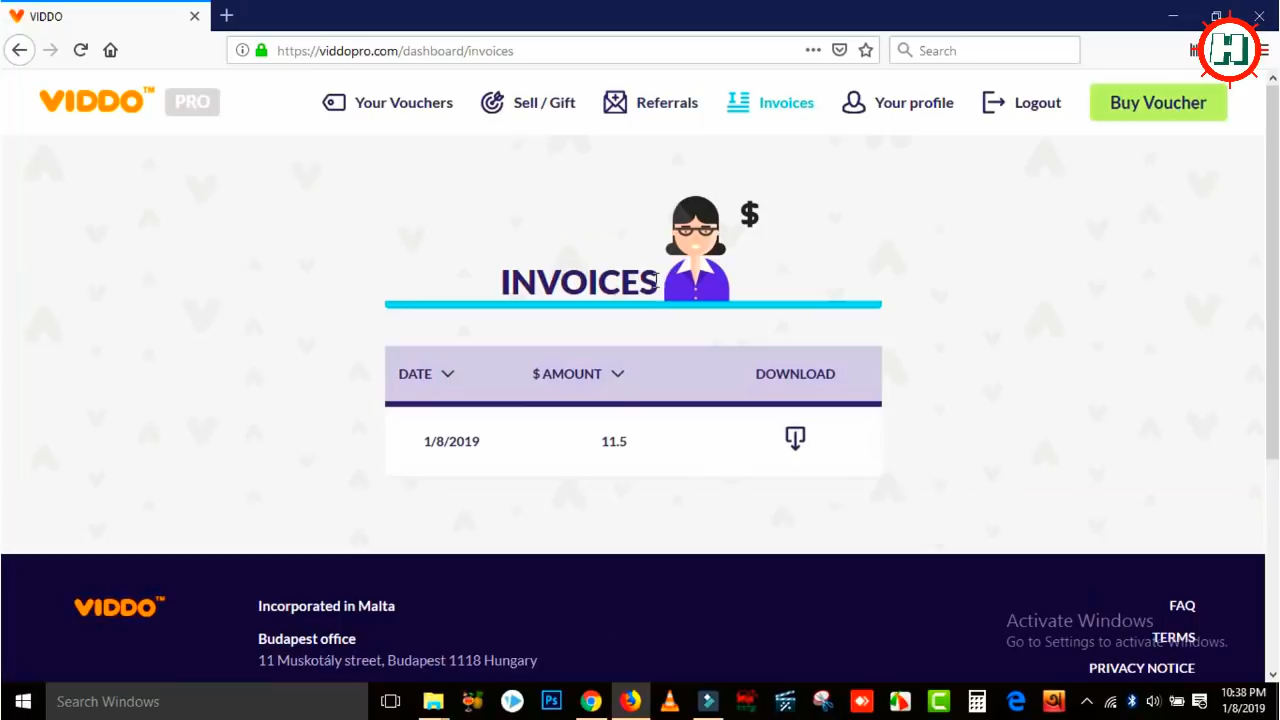 VIDDO
https://viddopro.com/dashboard/invoices
Search
H
VIDDO™ PRO
Your Vouchers
Sell / Gift
Referrals
Invoices
Your profile
Logout
Buy Voucher
$
INVOICES
DATE $ AMOUNT DOWNLOAD
1/8/2019 11.5
VIDDO™
Incorporated in Malta
Budapest office
11 Muskotály street, Budapest 1118 Hungary
FAQ
TERMS
PRIVACY NOTICE
Activate Windows
Go to Settings to activate Windows.
Search Windows
Ps
10:38 PM
1/8/2019